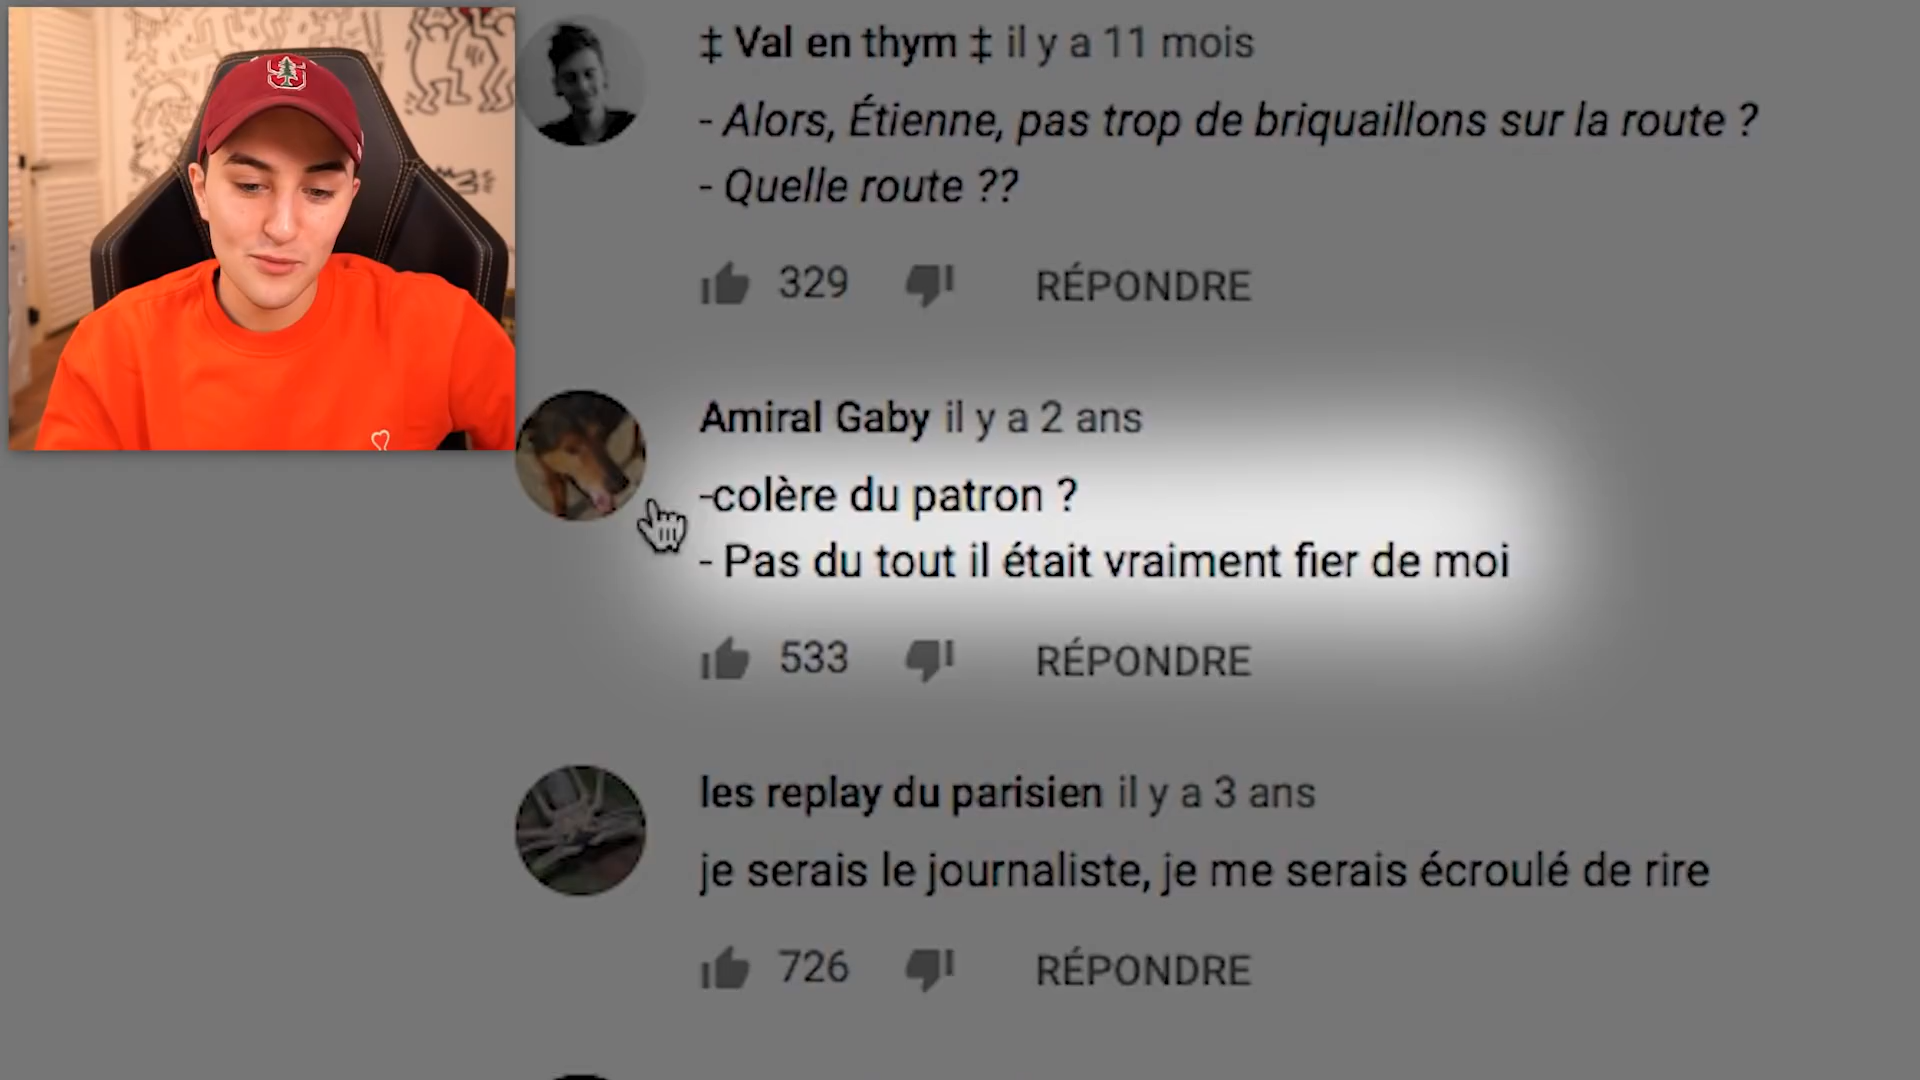 ‡ Val en thym ‡ il y a 11 mois
- Alors, Étienne, pas trop de briquaillons sur la route ?
- Quelle route ??
329 RÉPONDRE
Amiral Gaby il y a 2 ans
-colère du patron ?
- Pas du tout il était vraiment fier de moi
533 RÉPONDRE
les replay du parisien il y a 3 ans
je serais le journaliste, je me serais écroulé de rire
726 RÉPONDRE